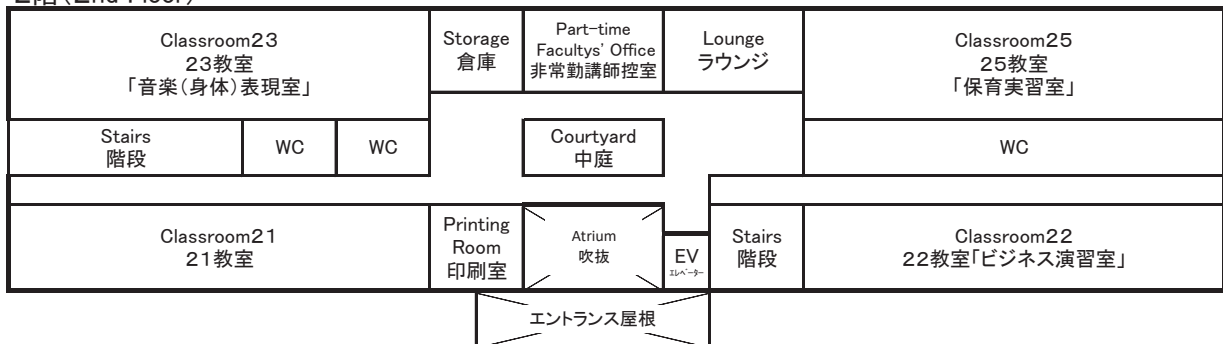 2階(2nd Floor)
Classroom23
23教室
「音楽(身体)表現室」
Storage
倉庫
Part-time
Facultys' Office
非常勤講師控室
Lounge
ラウンジ
Classroom25
25教室
「保育実習室」
Stairs
階段
WC
WC
Courtyard
中庭
WC
Classroom21
21教室
Printing
Room
印刷室
Atrium
吹抜
EV
エレベーター
Stairs
階段
Classroom22
22教室「ビジネス演習室」
エントランス屋根